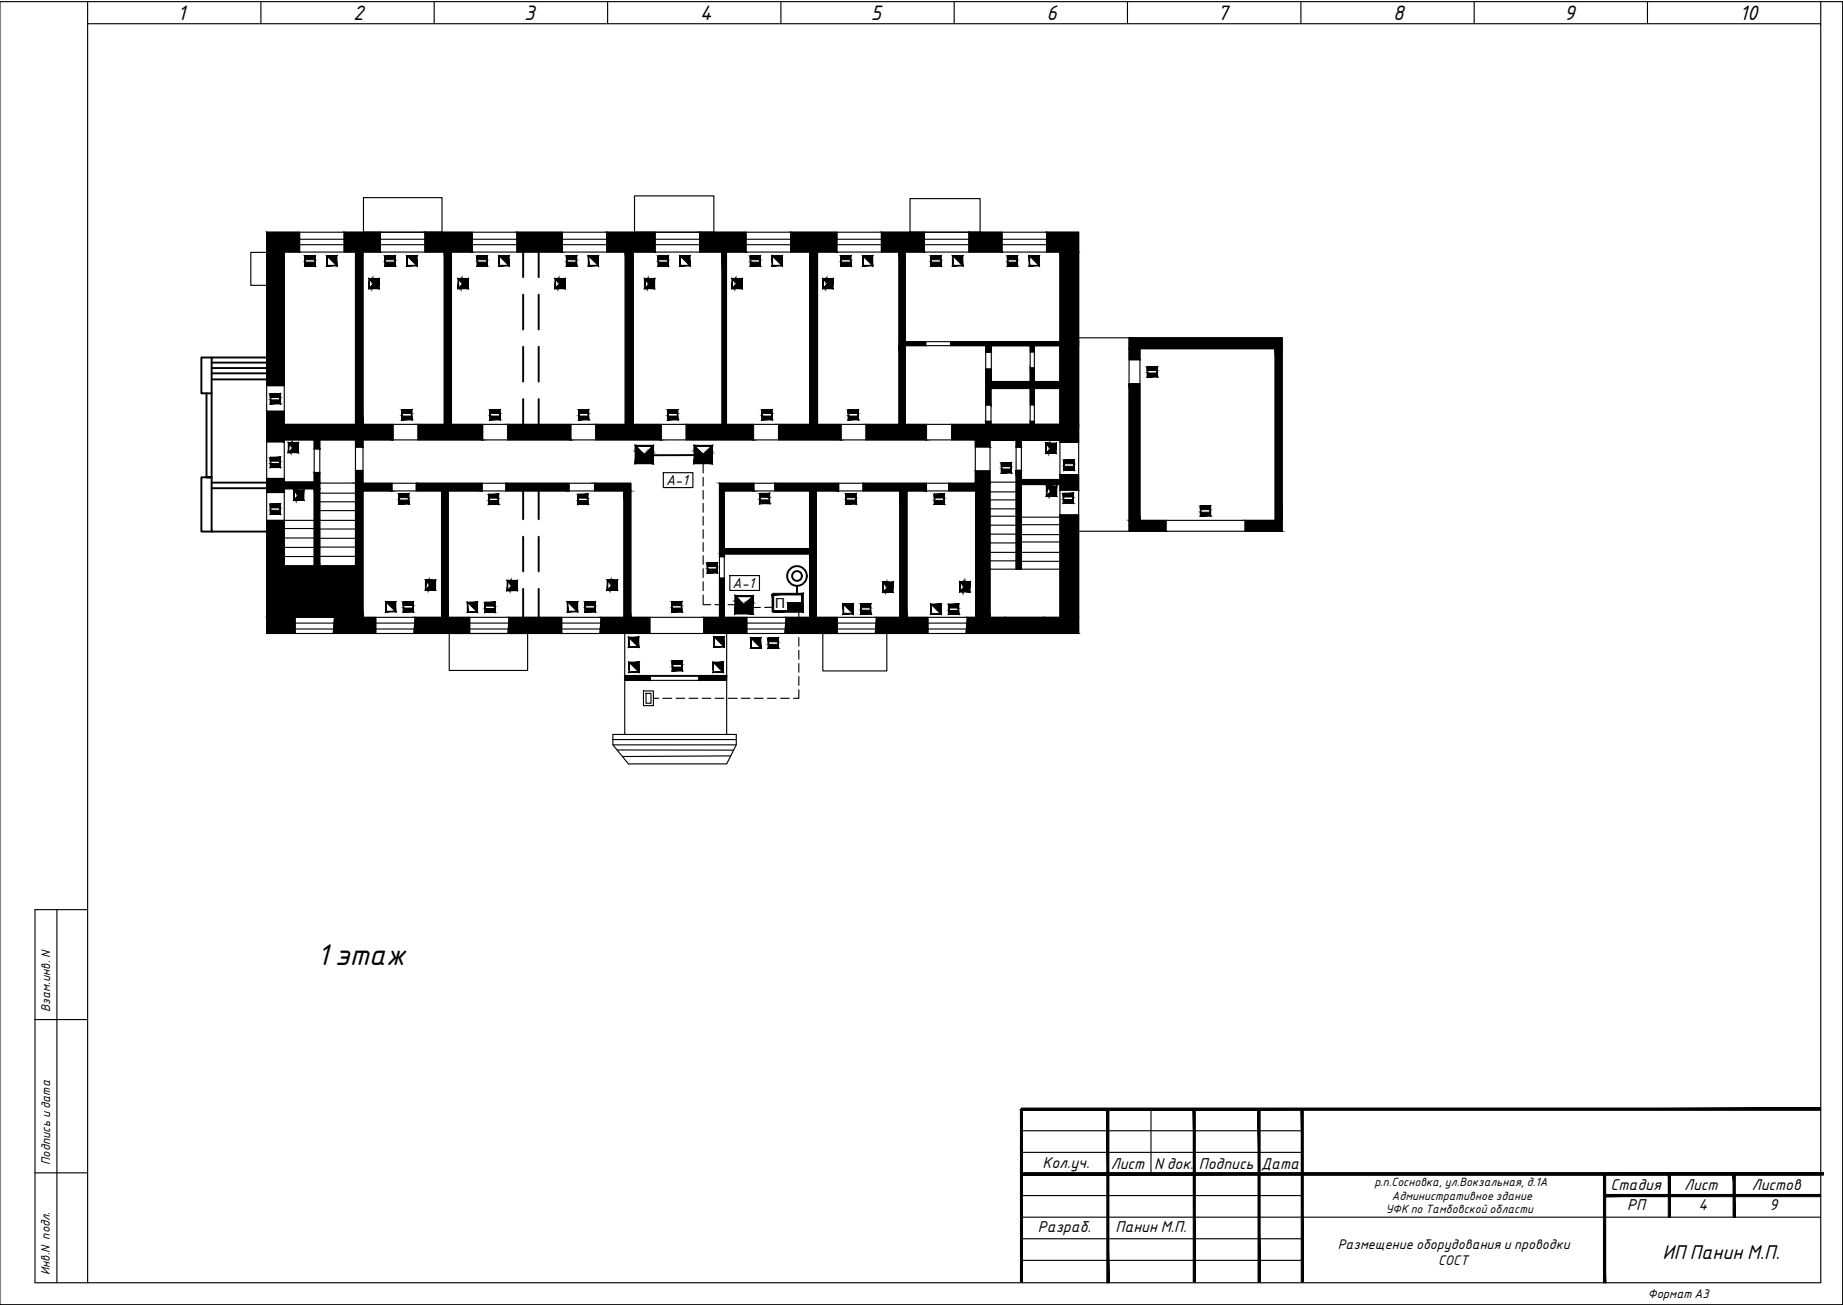 1 2 3 4 5 6 7 8 9 10
А-1
А-1
П
1 этаж
Взам.инв. N
Подпись и дата
Инв.N подл.
Кол.уч. Лист N док. Подпись Дата
р.п.Сосновка, ул.Вокзальная, д.1А
Административное здание
УФК по Тамбовской области
Стадия Лист Листов
РП 4 9
Разраб. Панин М.П.
Размещение оборудования и проводки
СОСТ
ИП Панин М.П.
Формат А3